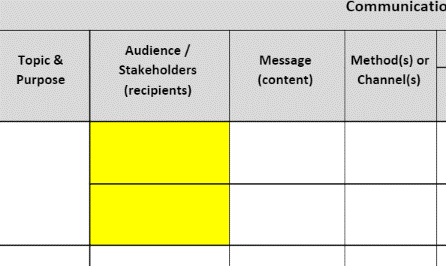 Communicatio
Topic &
Purpose
Audience /
Stakeholders
(recipients)
Message
(content)
Method(s) or
Channel(s)